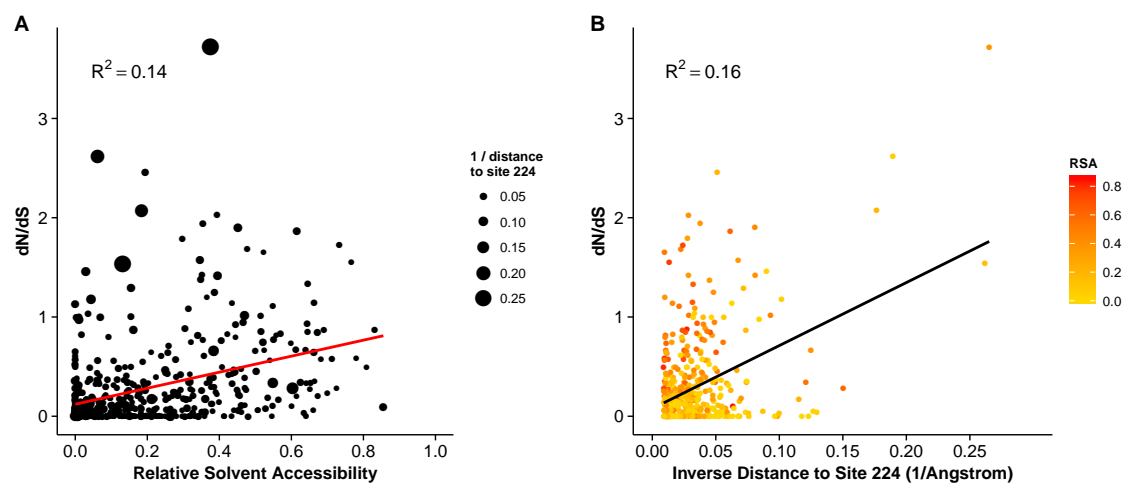 A
R² = 0.14
dN/dS
3
2
1
0
0.0 0.2 0.4 0.6 0.8 1.0
Relative Solvent Accessibility
1 / distance
to site 224
0.05
0.10
0.15
0.20
0.25
B
R² = 0.16
dN/dS
3
2
1
0
0.00 0.05 0.10 0.15 0.20 0.25
Inverse Distance to Site 224 (1/Angstrom)
RSA
0.8
0.6
0.4
0.2
0.0